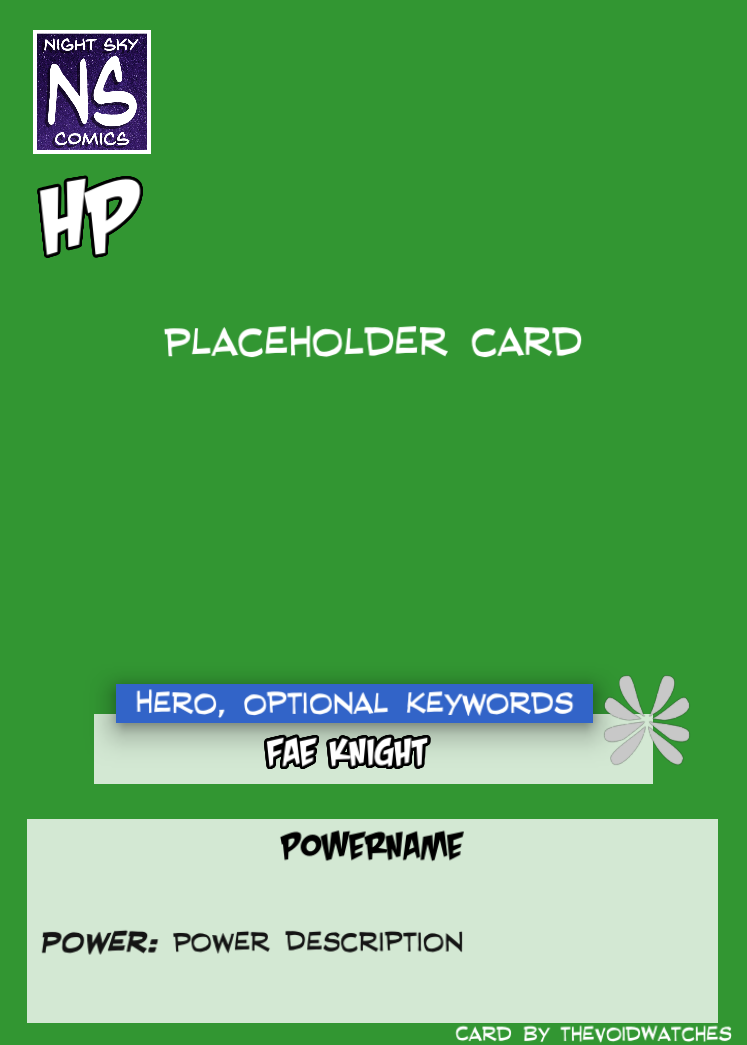 NIGHT SKY
NS
COMICS
HP
PLACEHOLDER CARD
HERO, OPTIONAL KEYWORDS
FAE KNIGHT
POWERNAME
POWER: POWER DESCRIPTION
CARD BY THEVOIDWATCHES